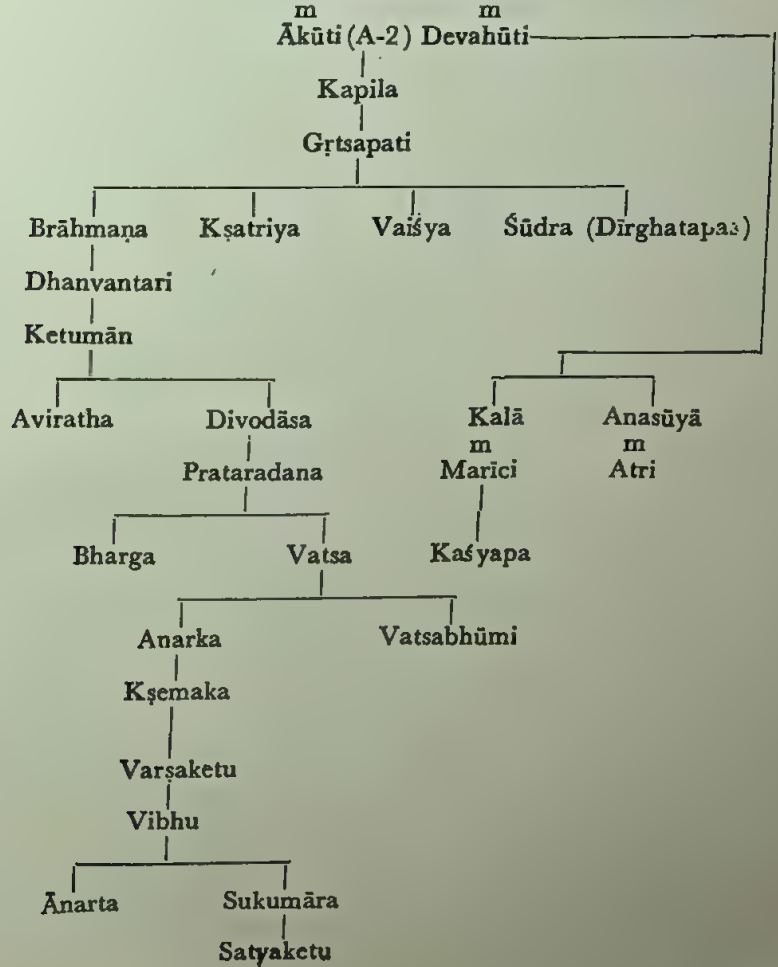 m m
Ākūti (A-2) Devahūti
Kapila
Gṛtsapati
Brāhmaṇa Kṣatriya Vaiśya Śūdra (Dīrghatapas)
Dhanvantari
Ketumān
Aviratha Divodāsa Kalā Anasūyā
m m
Prataradana Marīci Atri
Bharga Vatsa Kaśyapa
Anarka Vatsabhūmi
Kṣemaka
Varṣaketu
Vibhu
Ānarta Sukumāra
Satyaketu